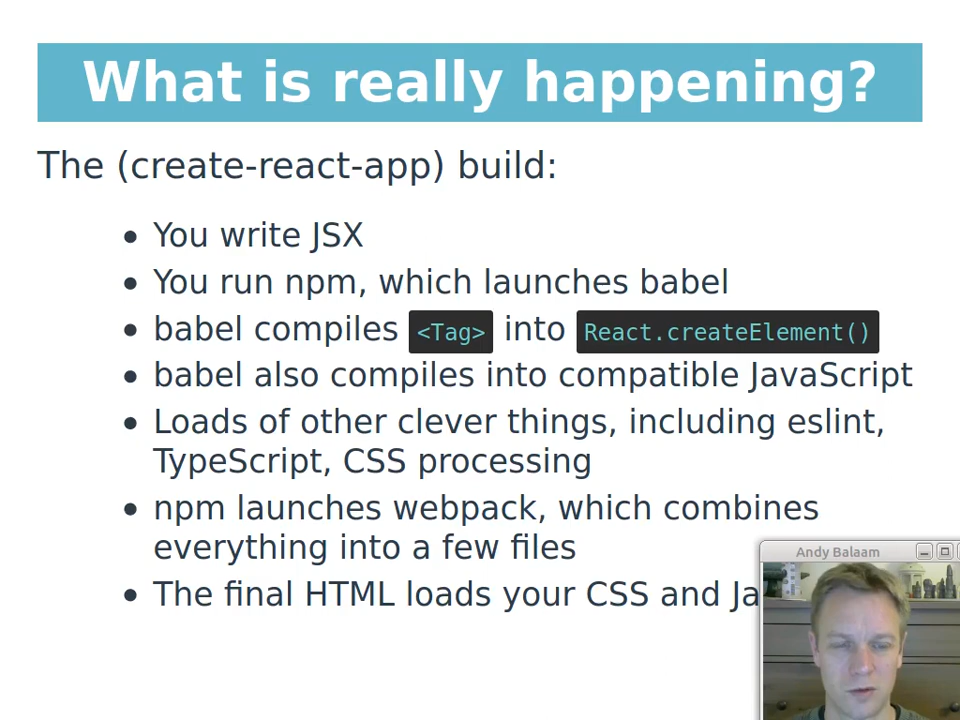 What is really happening?
The (create-react-app) build:
You write JSX
You run npm, which launches babel
babel compiles <Tag> into React.createElement()
babel also compiles into compatible JavaScript
Loads of other clever things, including eslint,
TypeScript, CSS processing
npm launches webpack, which combines
everything into a few files
Andy Balaam
The final HTML loads your CSS and Ja